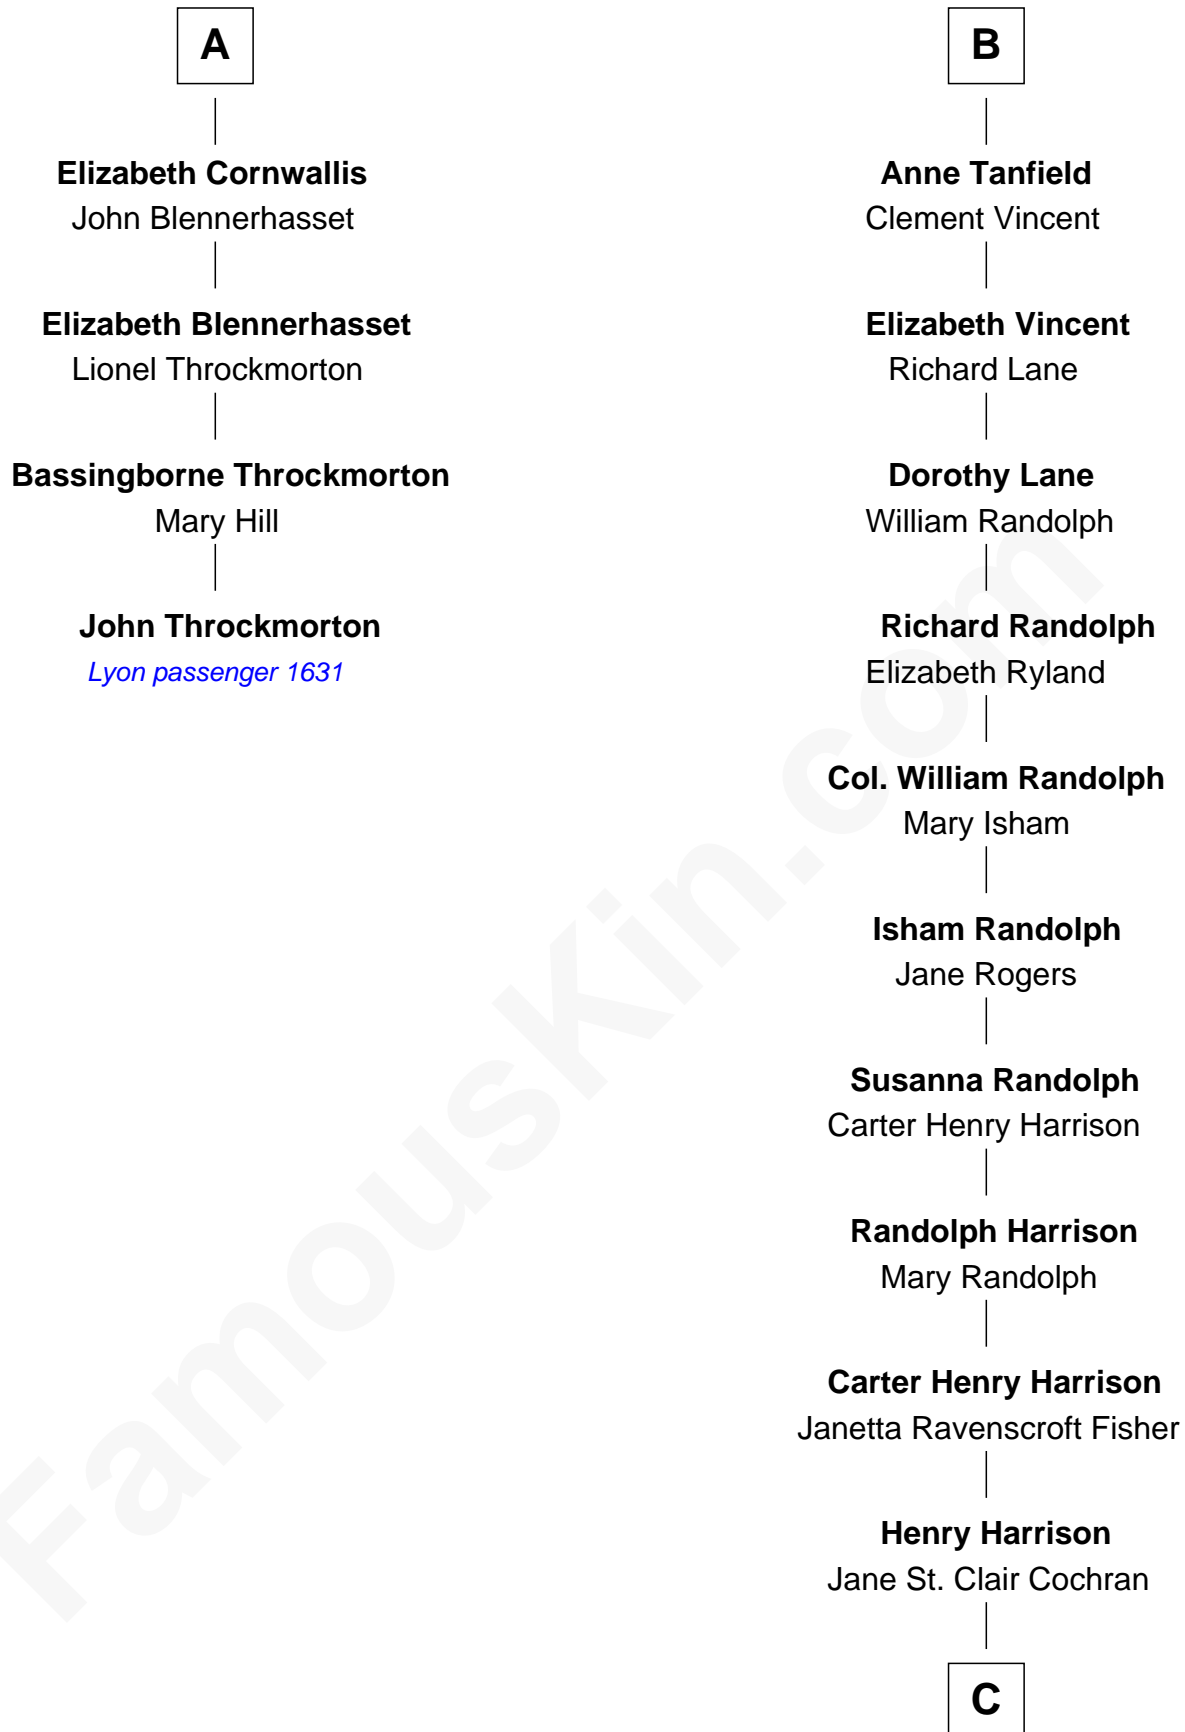 A
Elizabeth Cornwallis
John Blennerhasset
Elizabeth Blennerhasset
Lionel Throckmorton
Bassingborne Throckmorton
Mary Hill
John Throckmorton
Lyon passenger 1631
B
Anne Tanfield
Clement Vincent
Elizabeth Vincent
Richard Lane
Dorothy Lane
William Randolph
Richard Randolph
Elizabeth Ryland
Col. William Randolph
Mary Isham
Isham Randolph
Jane Rogers
Susanna Randolph
Carter Henry Harrison
Randolph Harrison
Mary Randolph
Carter Henry Harrison
Janetta Ravenscroft Fisher
Henry Harrison
Jane St. Clair Cochran
C
FamousKin.com